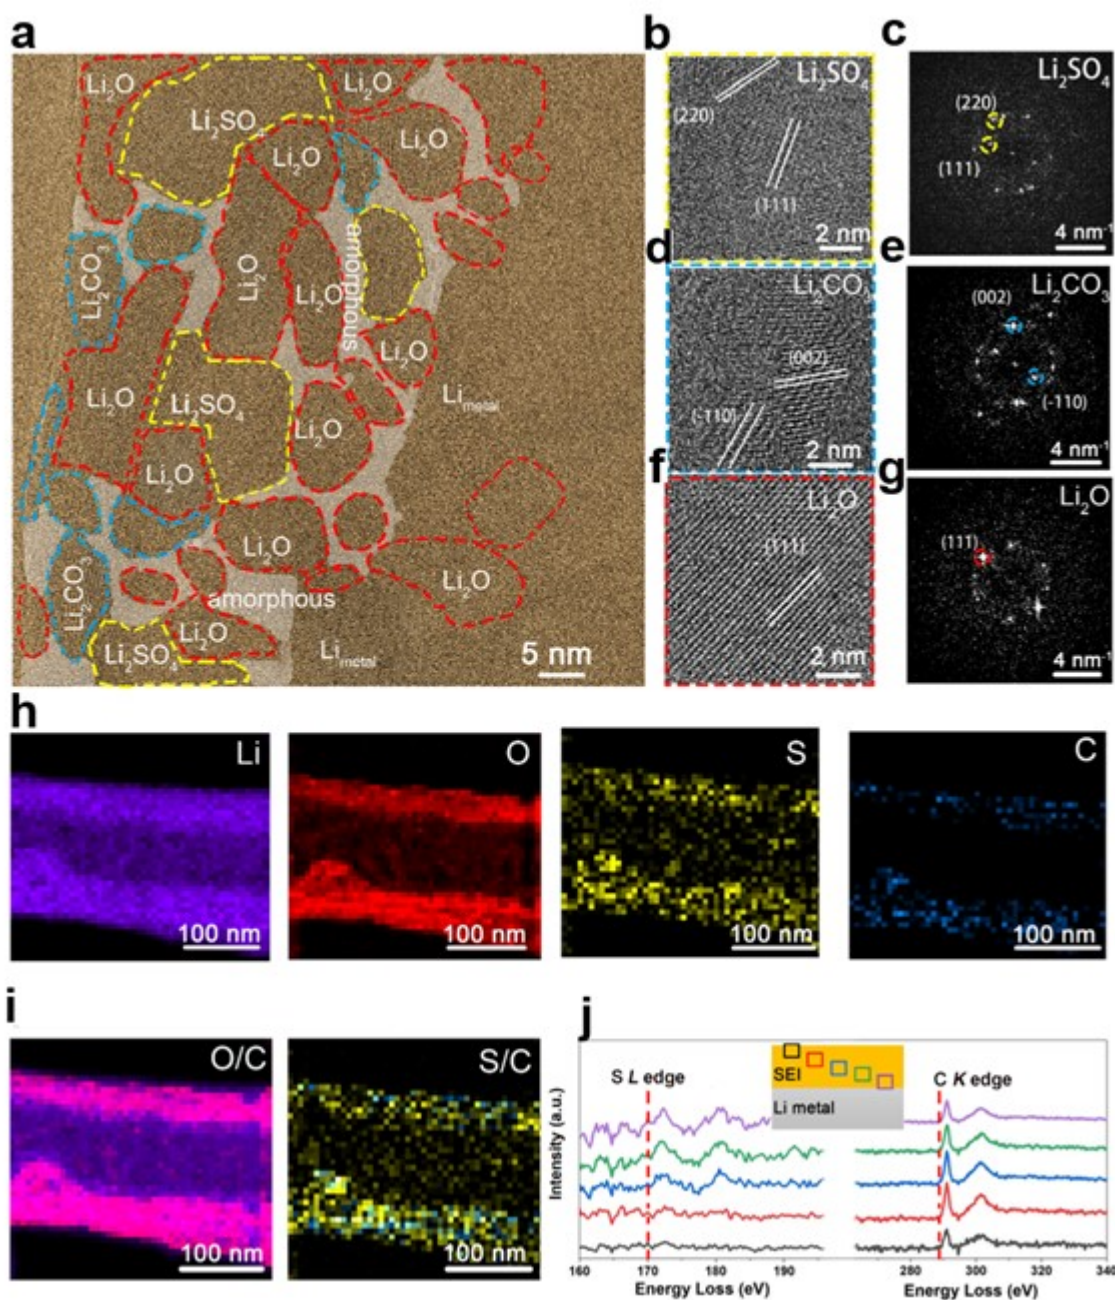 a
Li₂O
Li₂O
Li₂SO₄
Li₂O
Li₂O
Li₂CO₃
Li₂O
amorphous
Li₂O
Li₂O
Li₂O
Li₂SO₄
Li metal
Li₂O
Li₂O
Li₂O
Li₂CO₃
Li₂O
amorphous
Li₂O
Li₂SO₄
Li₂O
Li metal
5 nm
b
Li₂SO₄
(220)
(111)
2 nm
c
Li₂SO₄
(220)
(111)
4 nm⁻¹
d
Li₂CO₃
(002)
(-110)
2 nm
e
Li₂CO₃
(002)
(-110)
4 nm⁻¹
f
Li₂O
(111)
2 nm
g
Li₂O
(111)
4 nm⁻¹
h
Li
100 nm
O
100 nm
S
100 nm
C
100 nm
i
O/C
100 nm
S/C
100 nm
j
S L edge
SEI
Li metal
C K edge
Intensity (a.u.)
160 170 180 190 280 300 320 340
Energy Loss (eV) Energy Loss (eV)